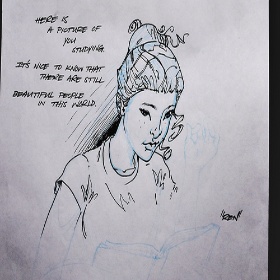 HERE IS
A PICTURE OF
YOU
STUDYING.
IT'S NICE TO KNOW THAT
THERE ARE STILL
BEAUTIFUL PEOPLE
IN THIS WORLD.